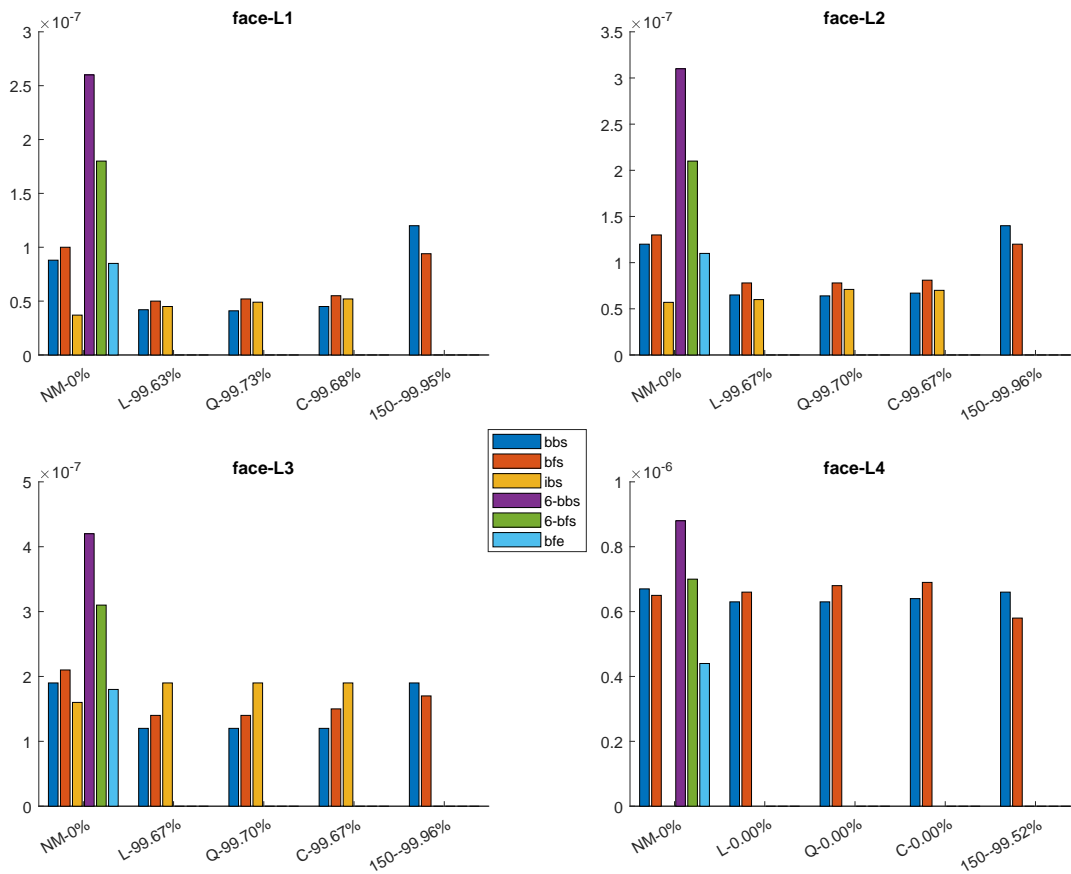 face-L1
×10^-7
3
2.5
2
1.5
1
0.5
0
NM-0%
L-99.63%
Q-99.73%
C-99.68%
150--99.95%
face-L2
×10^-7
3.5
3
2.5
2
1.5
1
0.5
0
NM-0%
L-99.67%
Q-99.70%
C-99.67%
150--99.96%
bbs
bfs
ibs
6-bbs
6-bfs
bfe
face-L3
×10^-7
5
4
3
2
1
0
NM-0%
L-99.67%
Q-99.70%
C-99.67%
150--99.96%
face-L4
×10^-6
1
0.8
0.6
0.4
0.2
0
NM-0%
L-0.00%
Q-0.00%
C-0.00%
150--99.52%